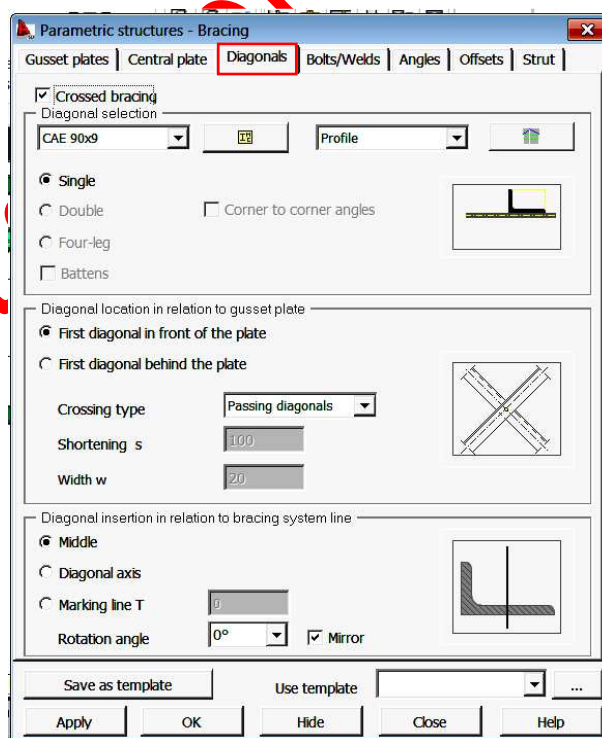 Parametric structures - Bracing
Gusset plates Central plate Diagonals Bolts/Welds Angles Offsets Strut
Crossed bracing
Diagonal selection
CAE 90x9 Profile
Single
Double Corner to corner angles
Four-leg
Battens
Diagonal location in relation to gusset plate
First diagonal in front of the plate
First diagonal behind the plate
Crossing type Passing diagonals
Shortening s 100
Width w 20
Diagonal insertion in relation to bracing system line
Middle
Diagonal axis
Marking line T 0
Rotation angle 0° Mirror
Save as template Use template ...
Apply OK Hide Close Help